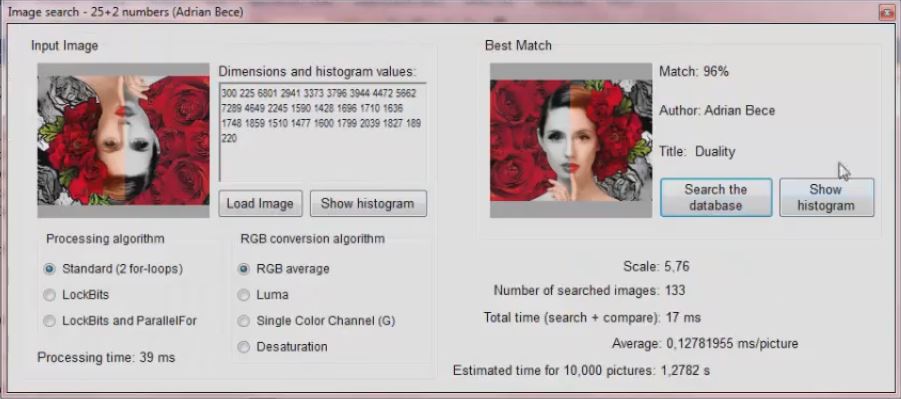 Image search - 25+2 numbers (Adrian Bece)
Input Image
Dimensions and histogram values:
300 225 6801 2941 3373 3796 3944 4472 5662
7289 4649 2245 1590 1428 1696 1710 1636
1748 1859 1510 1477 1600 1799 2039 1827 189
220
Load Image
Show histogram
Processing algorithm
Standard (2 for-loops)
LockBits
LockBits and ParallelFor
RGB conversion algorithm
RGB average
Luma
Single Color Channel (G)
Desaturation
Processing time: 39 ms
Best Match
Match: 96%
Author: Adrian Bece
Title: Duality
Search the
database
Show
histogram
Scale: 5,76
Number of searched images: 133
Total time (search + compare): 17 ms
Average: 0,12781955 ms/picture
Estimated time for 10,000 pictures: 1,2782 s